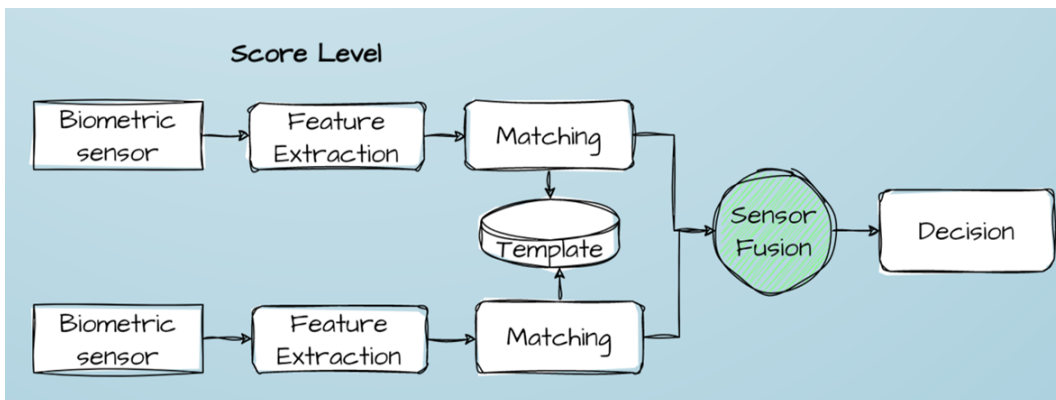 Score Level
Biometric
sensor
Feature
Extraction
Matching
Template
Sensor
Fusion
Decision
Biometric
sensor
Feature
Extraction
Matching